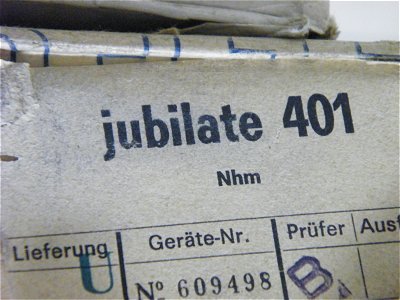 jubilate 401
Nhm
Lieferung Geräte-Nr. Prüfer
U Nº 609498 B